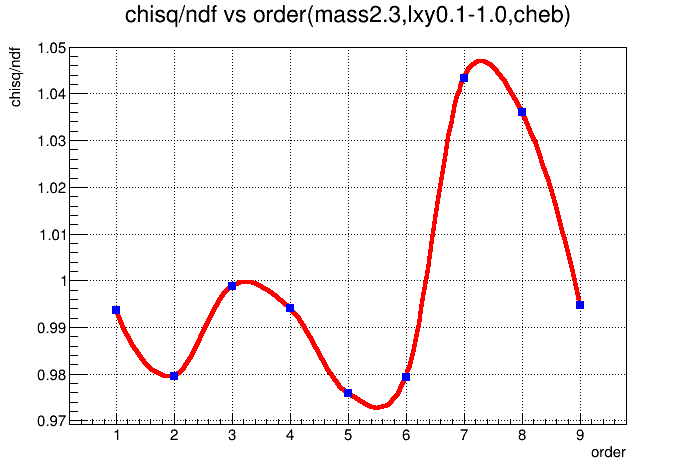 chisq/ndf vs order(mass2.3,lxy0.1-1.0,cheb)
chisq/ndf
1.05
1.04
1.03
1.02
1.01
1
0.99
0.98
0.97
1 2 3 4 5 6 7 8 9
order